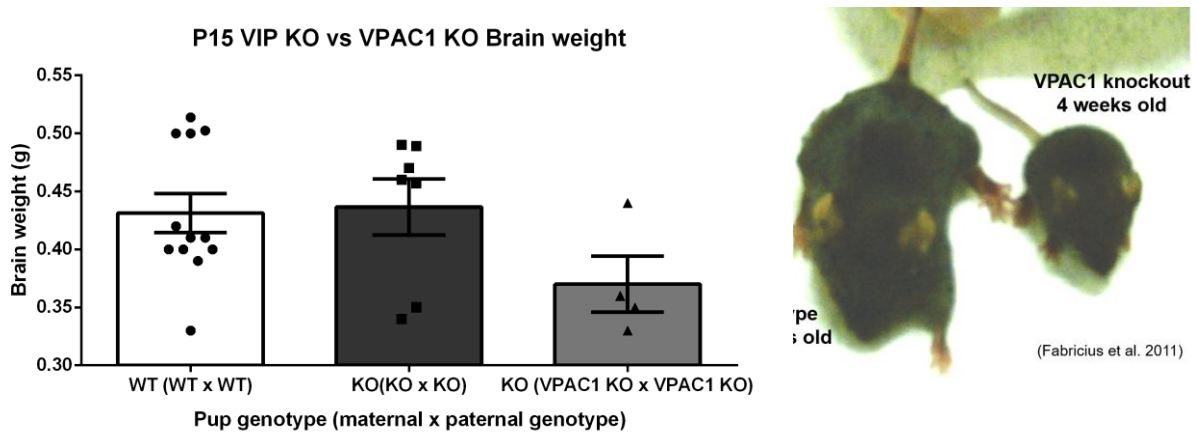 P15 VIP KO vs VPAC1 KO Brain weight
0.55
0.50
0.45
0.40
0.35
0.30
Brain weight (g)
WT (WT x WT)
KO(KO x KO)
KO (VPAC1 KO x VPAC1 KO)
Pup genotype (maternal x paternal genotype)
VPAC1 knockout
4 weeks old
old
(Fabricius et al. 2011)